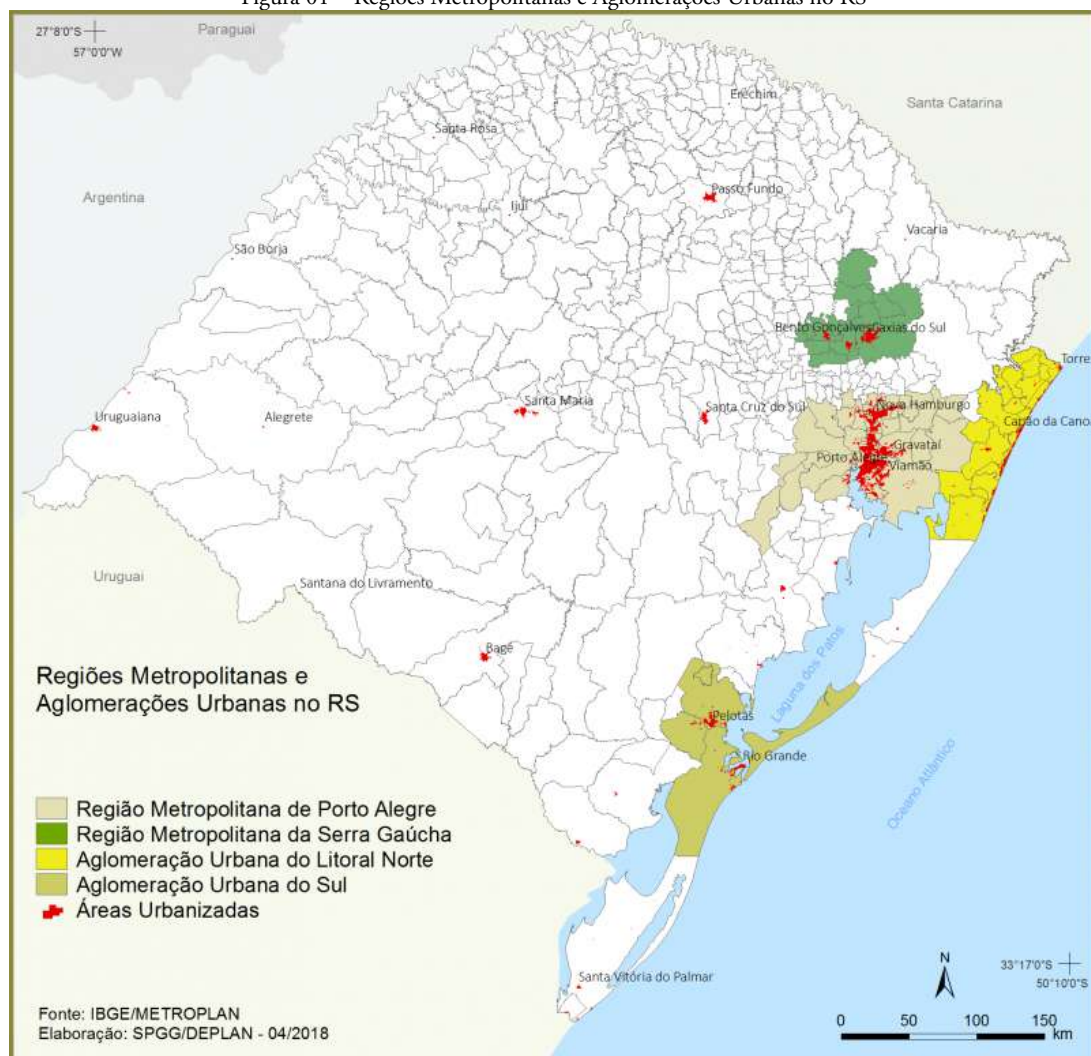 Figura 01 – Regiões Metropolitanas e Aglomerações Urbanas no RS
27°8'0"S
57°0'0"W
Paraguai
Erechim
Santa Catarina
Santa Rosa
Passo Fundo
Argentina
Ijuí
Vacaria
São Borja
Bento Gonçalves
Caxias do Sul
Torre
Santa Maria
Santa Cruz do Sul
Novo Hamburgo
Uruguaiana
Alegrete
Capão da Canoa
Gravataí
Porto Alegre
Viamão
Uruguai
Santana do Livramento
Bagé
Laguna dos Patos
Regiões Metropolitanas e
Aglomerações Urbanas no RS
Pelotas
Rio Grande
Oceano Atlântico
Região Metropolitana de Porto Alegre
Região Metropolitana da Serra Gaúcha
Aglomeração Urbana do Litoral Norte
Aglomeração Urbana do Sul
Áreas Urbanizadas
Santa Vitória do Palmar
N
33°17'0"S
50°10'0"W
Fonte: IBGE/METROPLAN
Elaboração: SPGG/DEPLAN - 04/2018
0 50 100 150
km